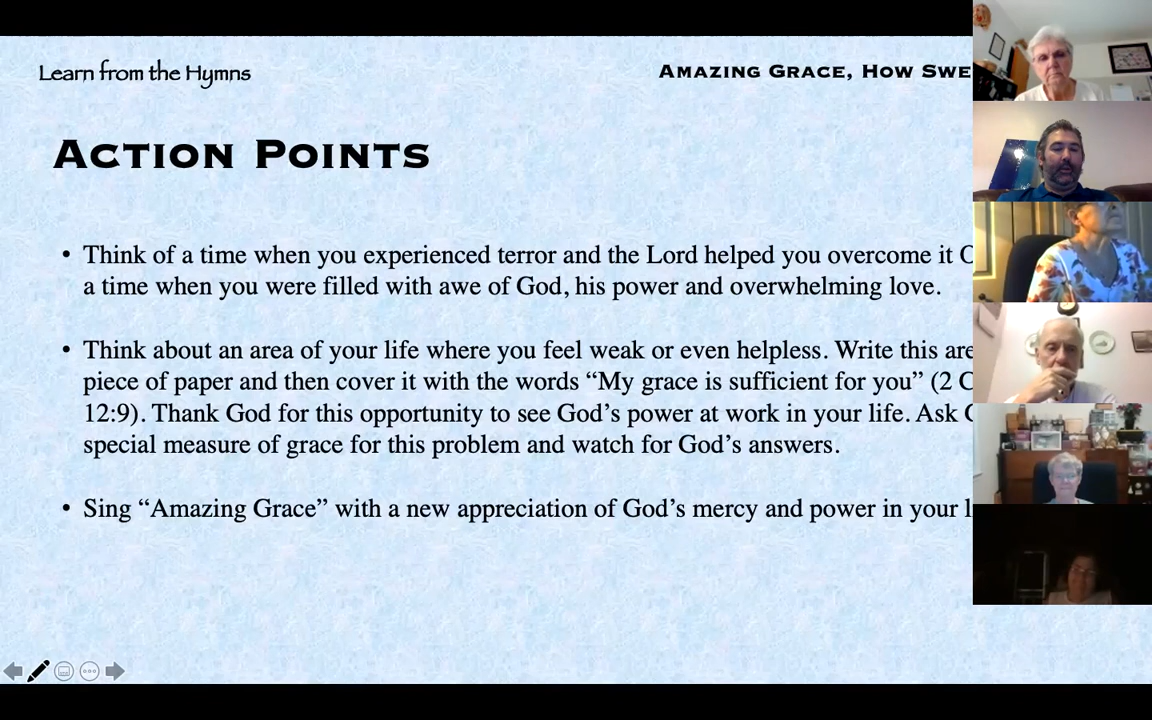 Learn from the Hymns
AMAZING GRACE, HOW SWE
ACTION POINTS
• Think of a time when you experienced terror and the Lord helped you overcome it
a time when you were filled with awe of God, his power and overwhelming love.
• Think about an area of your life where you feel weak or even helpless. Write this are
piece of paper and then cover it with the words “My grace is sufficient for you” (2 C
12:9). Thank God for this opportunity to see God’s power at work in your life. Ask
special measure of grace for this problem and watch for God’s answers.
• Sing “Amazing Grace” with a new appreciation of God’s mercy and power in your